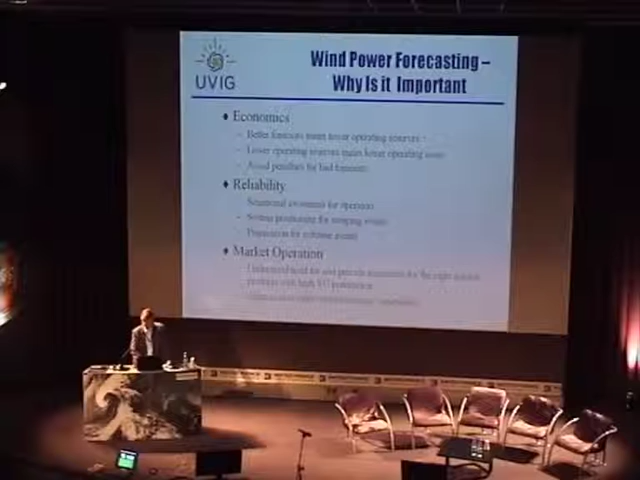 UVIG
Wind Power Forecasting –
Why Is it Important
♦ Economics
– Better forecasts mean lower operating reserves
– Lower operating reserves mean lower operating costs
– Avoid penalties for bad forecasts
♦ Reliability
– Situational awareness for operators
– System positioning for ramping events
– Preparation for extreme events
♦ Market Operation